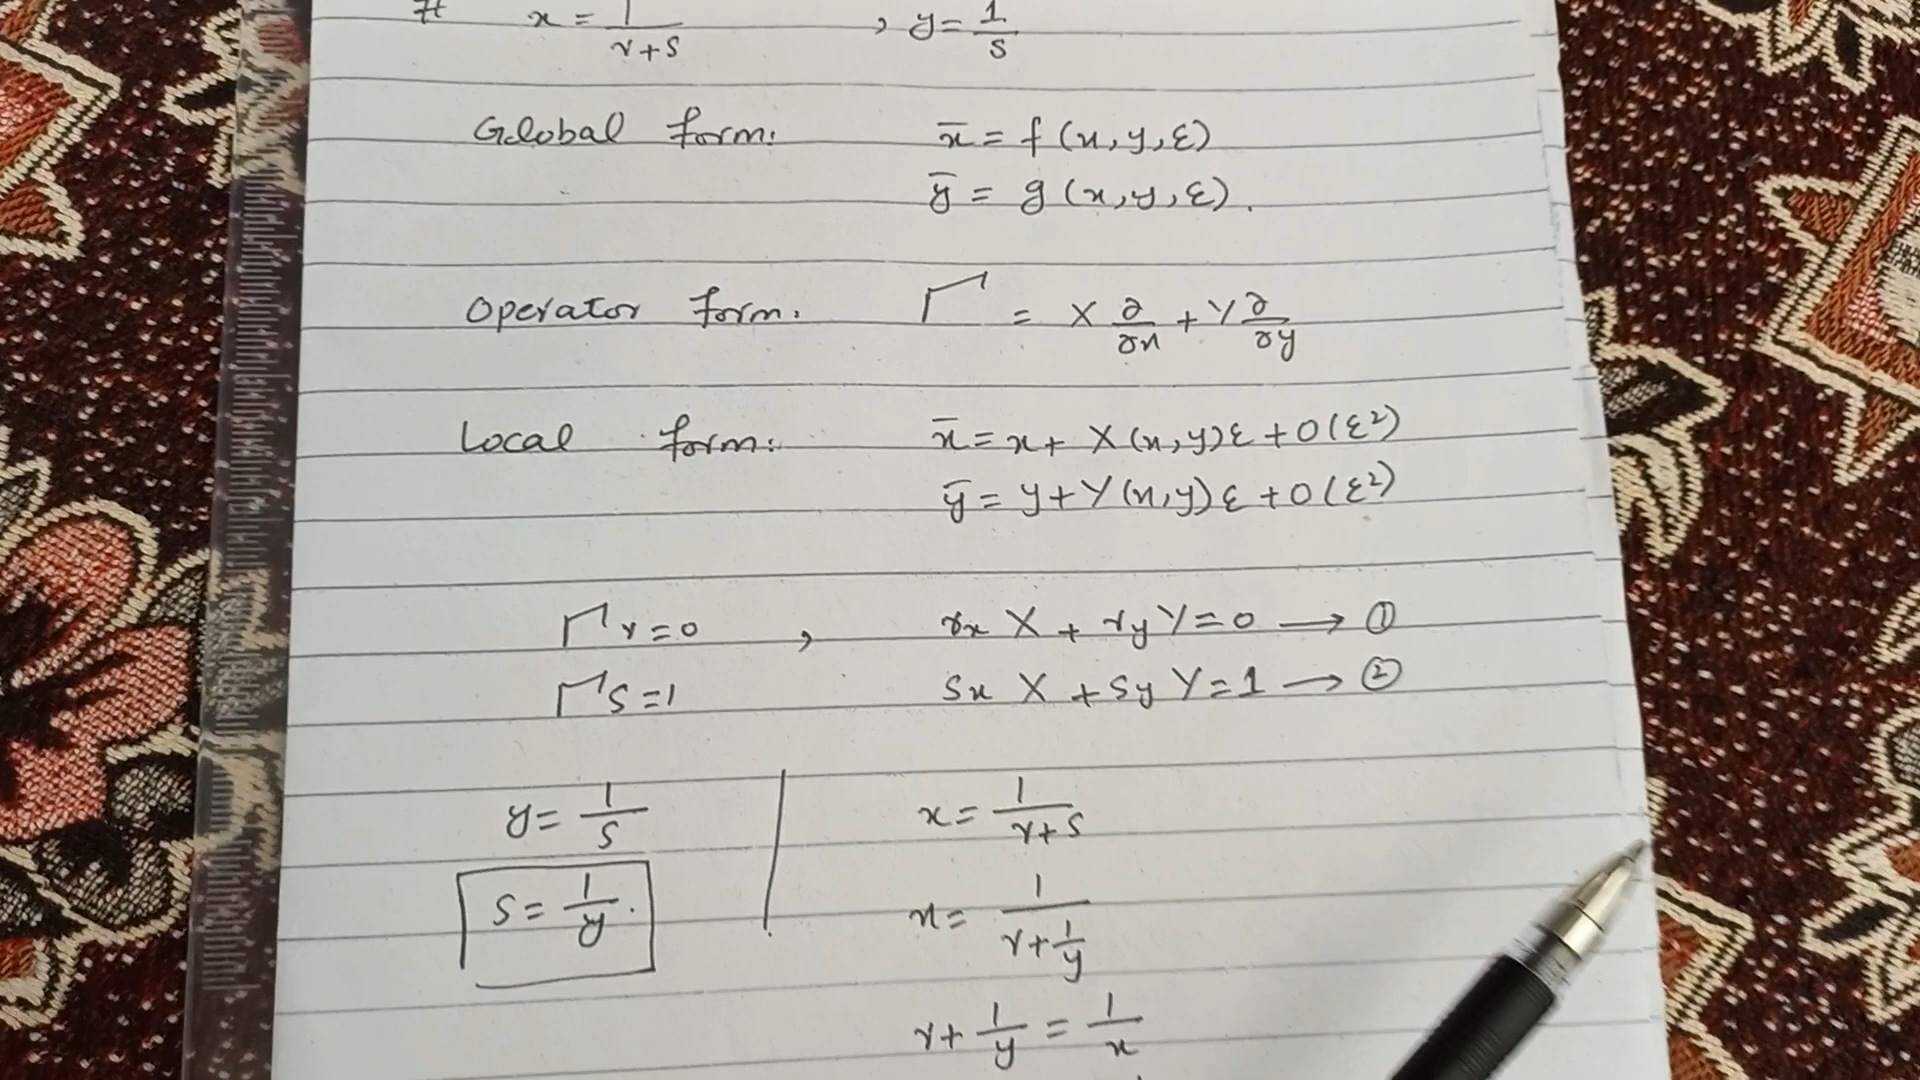 # x = 1/(r+s) , y = 1/s
Global form: x̄ = f(x,y,ε)
ȳ = g(x,y,ε).
Operator form: Γ = X ∂/∂x + Y ∂/∂y
Local form: x̄ = x + X(x,y)ε + O(ε²)
ȳ = y + Y(x,y)ε + O(ε²)
Γr = 0 , rx X + ry Y = 0 → ①
Γs = 1 sx X + sy Y = 1 → ②
y = 1/s x = 1/(r+s)
s = 1/y. x = 1/(r+1/y)
r + 1/y = 1/x